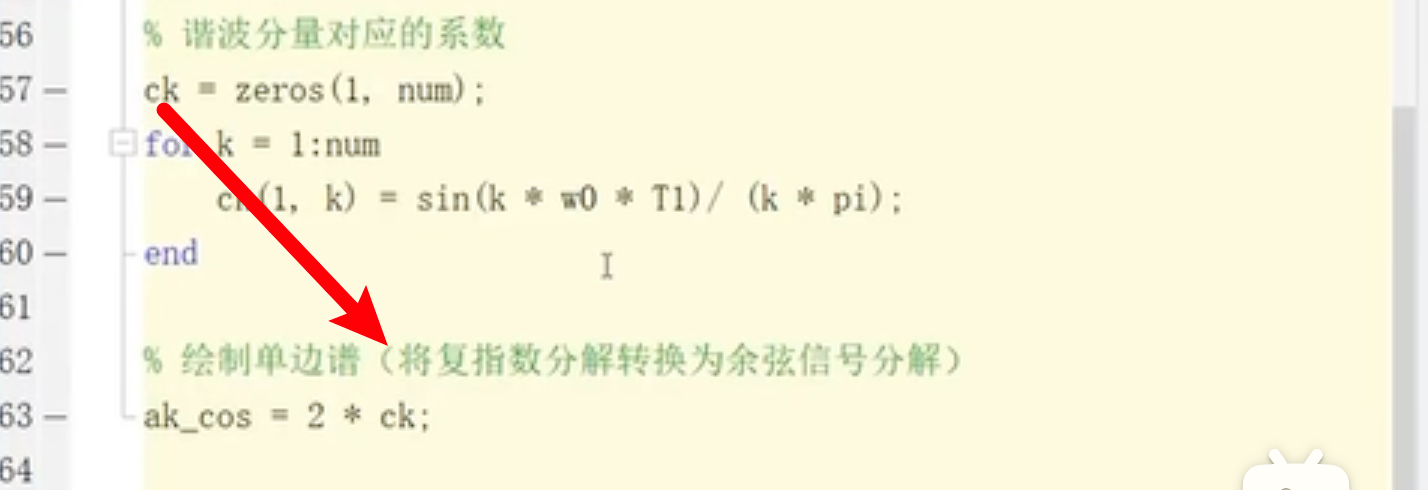 56 % 谐波分量对应的系数
57 — ck = zeros(1, num);
58 — for k = 1:num
59 — ck(1, k) = sin(k * w0 * T1)/ (k * pi);
60 — end
61
62 % 绘制单边谱（将复指数分解转换为余弦信号分解）
63 — ak_cos = 2 * ck;
64